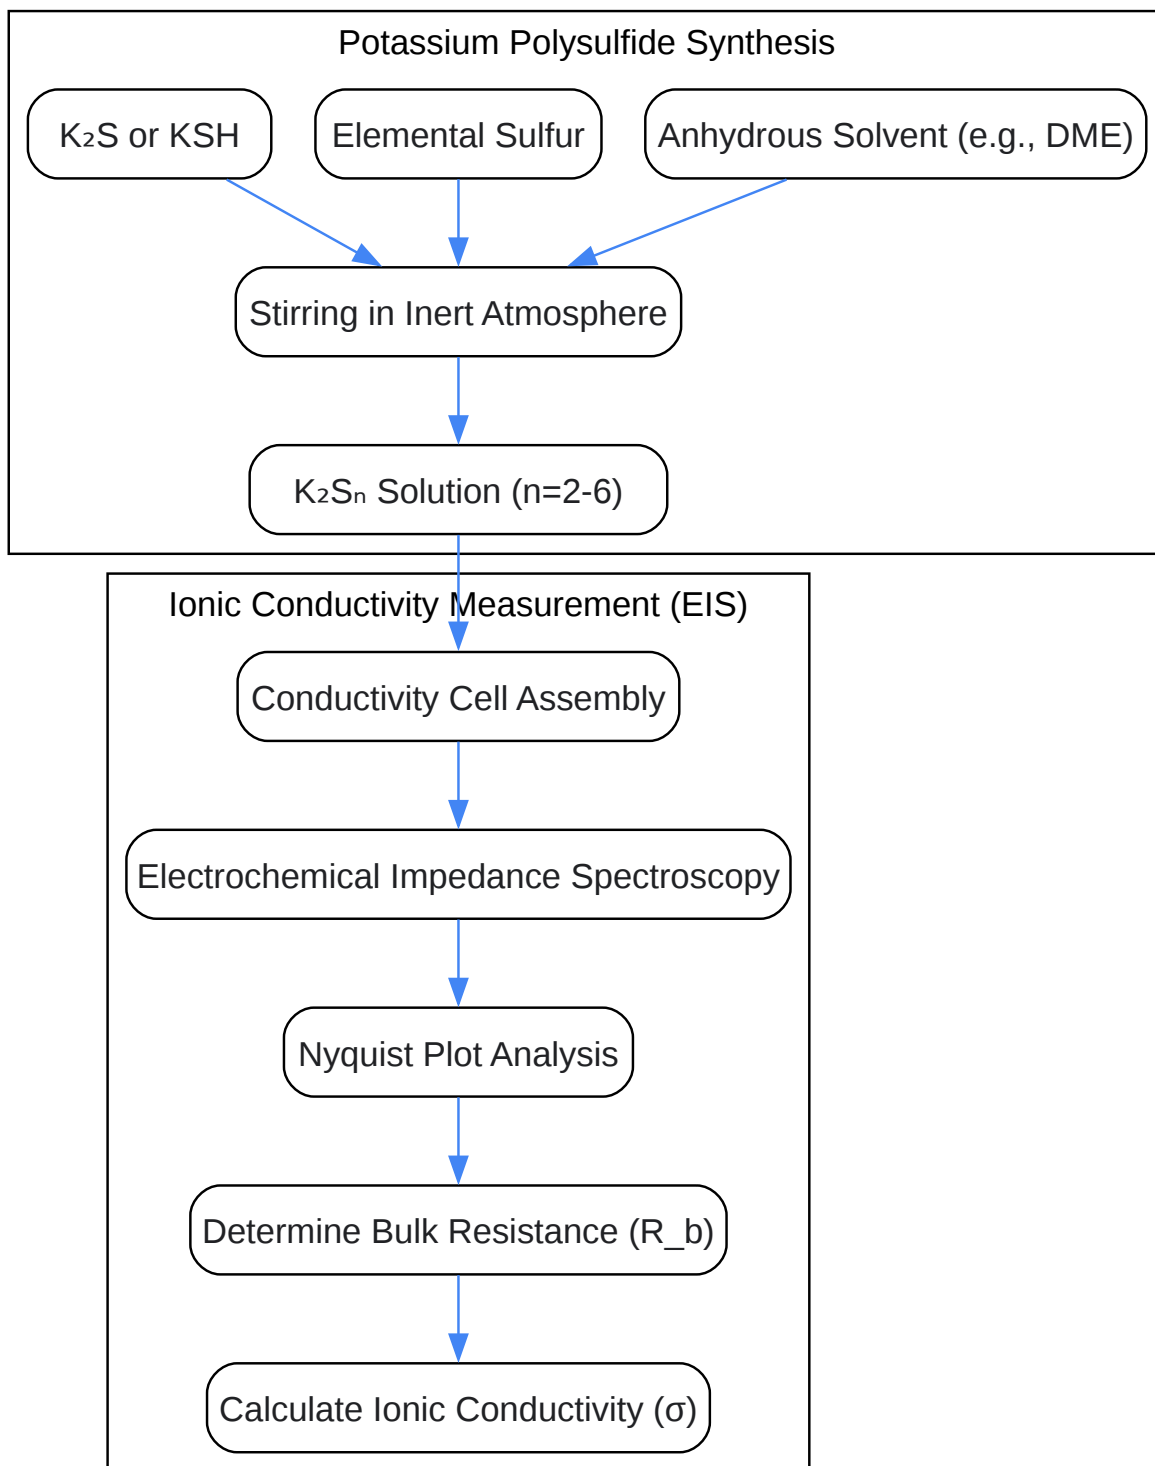 Potassium Polysulfide Synthesis
K₂S or KSH
Elemental Sulfur
Anhydrous Solvent (e.g., DME)
Stirring in Inert Atmosphere
K₂Sₙ Solution (n=2-6)
Ionic Conductivity Measurement (EIS)
Conductivity Cell Assembly
Electrochemical Impedance Spectroscopy
Nyquist Plot Analysis
Determine Bulk Resistance (R_b)
Calculate Ionic Conductivity (σ)